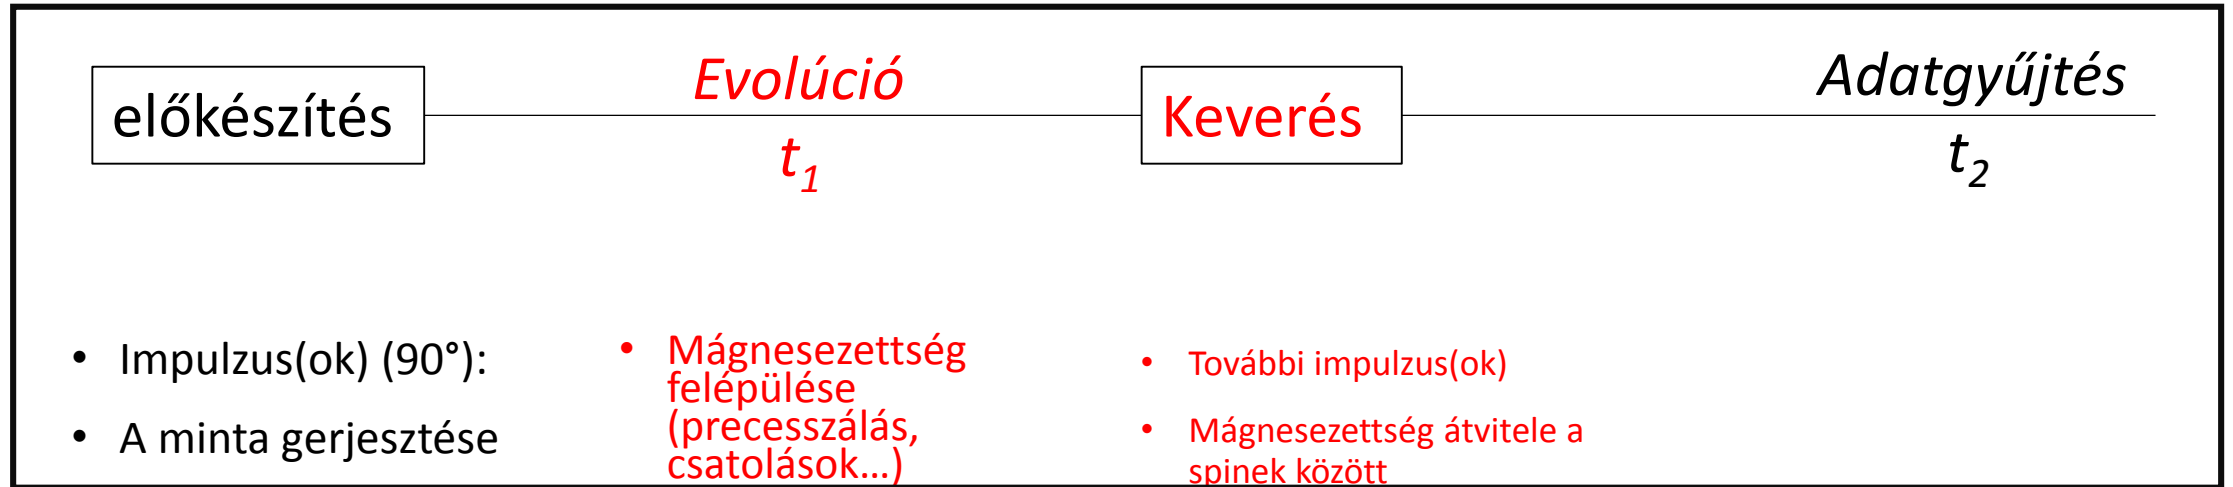 előkészítés
Evolúció
t₁
Keverés
Adatgyűjtés
t₂
• Impulzus(ok) (90°):
• A minta gerjesztése
• Mágnesezettség
felépülése
(precesszálás,
csatolások…)
• További impulzus(ok)
• Mágnesezettség átvitele a
spinek között